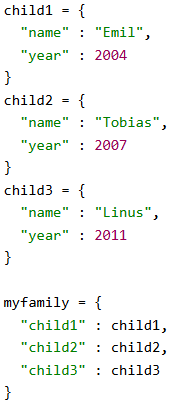 child1 = {
  "name" : "Emil",
  "year" : 2004
}
child2 = {
  "name" : "Tobias",
  "year" : 2007
}
child3 = {
  "name" : "Linus",
  "year" : 2011
}

myfamily = {
  "child1" : child1,
  "child2" : child2,
  "child3" : child3
}